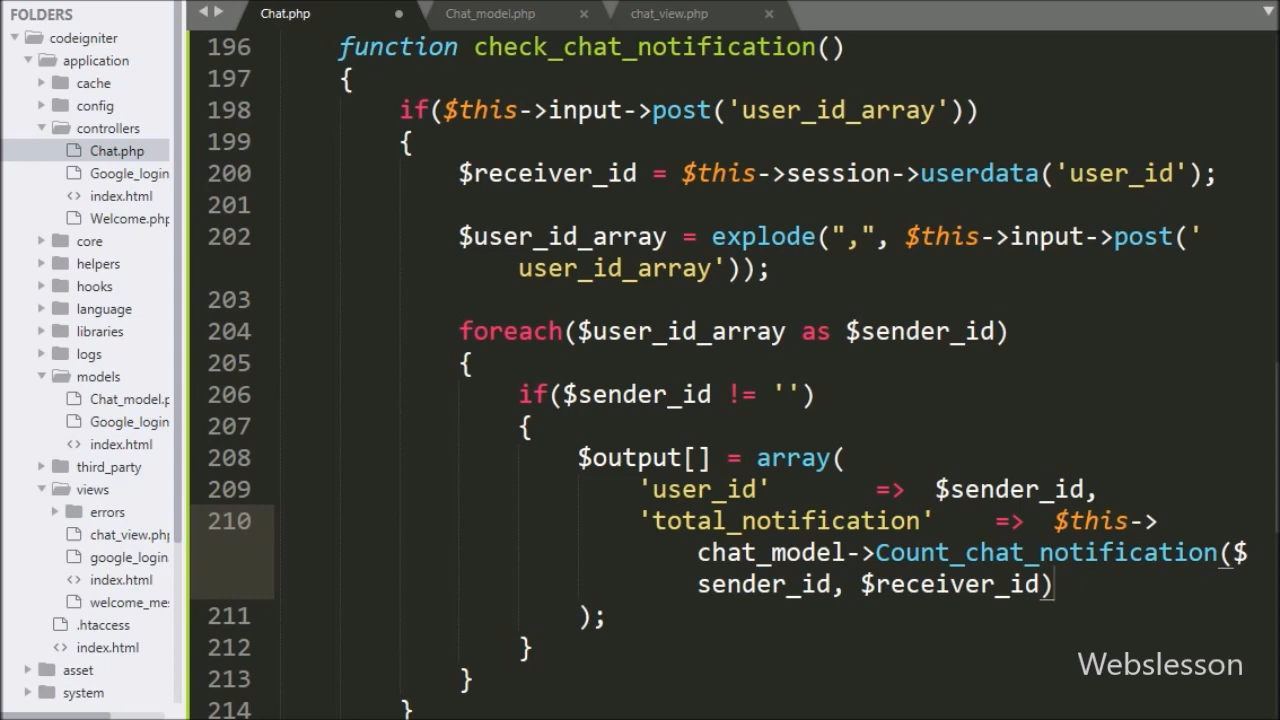 FOLDERS
codeigniter
application
cache
config
controllers
Chat.php
Google_login
index.html
Welcome.php
core
helpers
hooks
language
libraries
logs
models
Chat_model.p
Google_login
index.html
third_party
views
errors
chat_view.php
google_login
index.html
welcome_mes
.htaccess
index.html
asset
system
Chat.php
Chat_model.php
chat_view.php
196 function check_chat_notification()
197 {
198 if($this->input->post('user_id_array'))
199 {
200 $receiver_id = $this->session->userdata('user_id');
201
202 $user_id_array = explode(",", $this->input->post('
user_id_array'));
203
204 foreach($user_id_array as $sender_id)
205 {
206 if($sender_id != '')
207 {
208 $output[] = array(
209 'user_id' => $sender_id,
210 'total_notification' => $this->
chat_model->Count_chat_notification($
sender_id, $receiver_id)
211 );
212 }
213 }
214 }
Webslesson